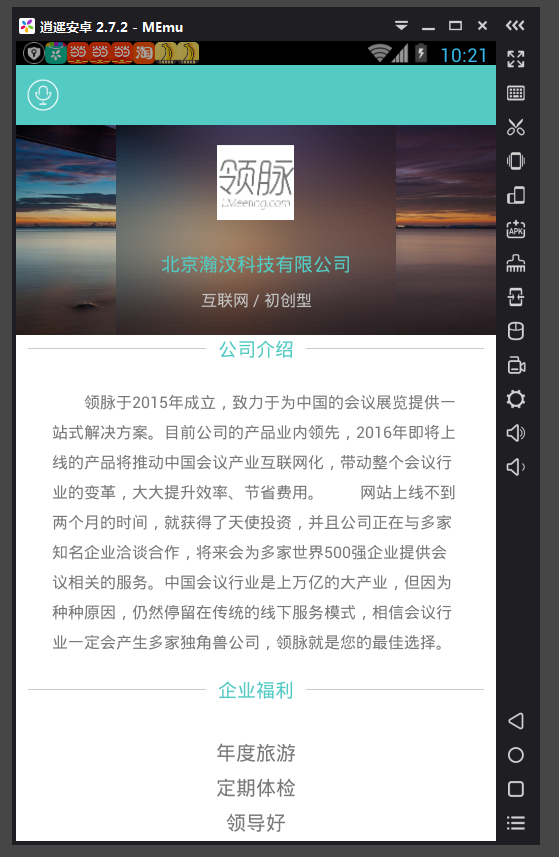 逍遥安卓 2.7.2 - MEmu
10:21
领脉
LMeeting.com
北京瀚汶科技有限公司
互联网 / 初创型
公司介绍
领脉于2015年成立，致力于为中国的会议展览提供一
站式解决方案。目前公司的产品业内领先，2016年即将上
线的产品将推动中国会议产业互联网化，带动整个会议行
业的变革，大大提升效率、节省费用。 网站上线不到
两个月的时间，就获得了天使投资，并且公司正在与多家
知名企业洽谈合作，将来会为多家世界500强企业提供会
议相关的服务。中国会议行业是上万亿的大产业，但因为
种种原因，仍然停留在传统的线下服务模式，相信会议行
业一定会产生多家独角兽公司，领脉就是您的最佳选择。
企业福利
年度旅游
定期体检
领导好
APK
淘